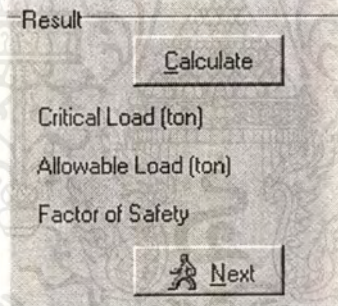 Result
Calculate
Critical Load (ton)
Allowable Load (ton)
Factor of Safety
Next